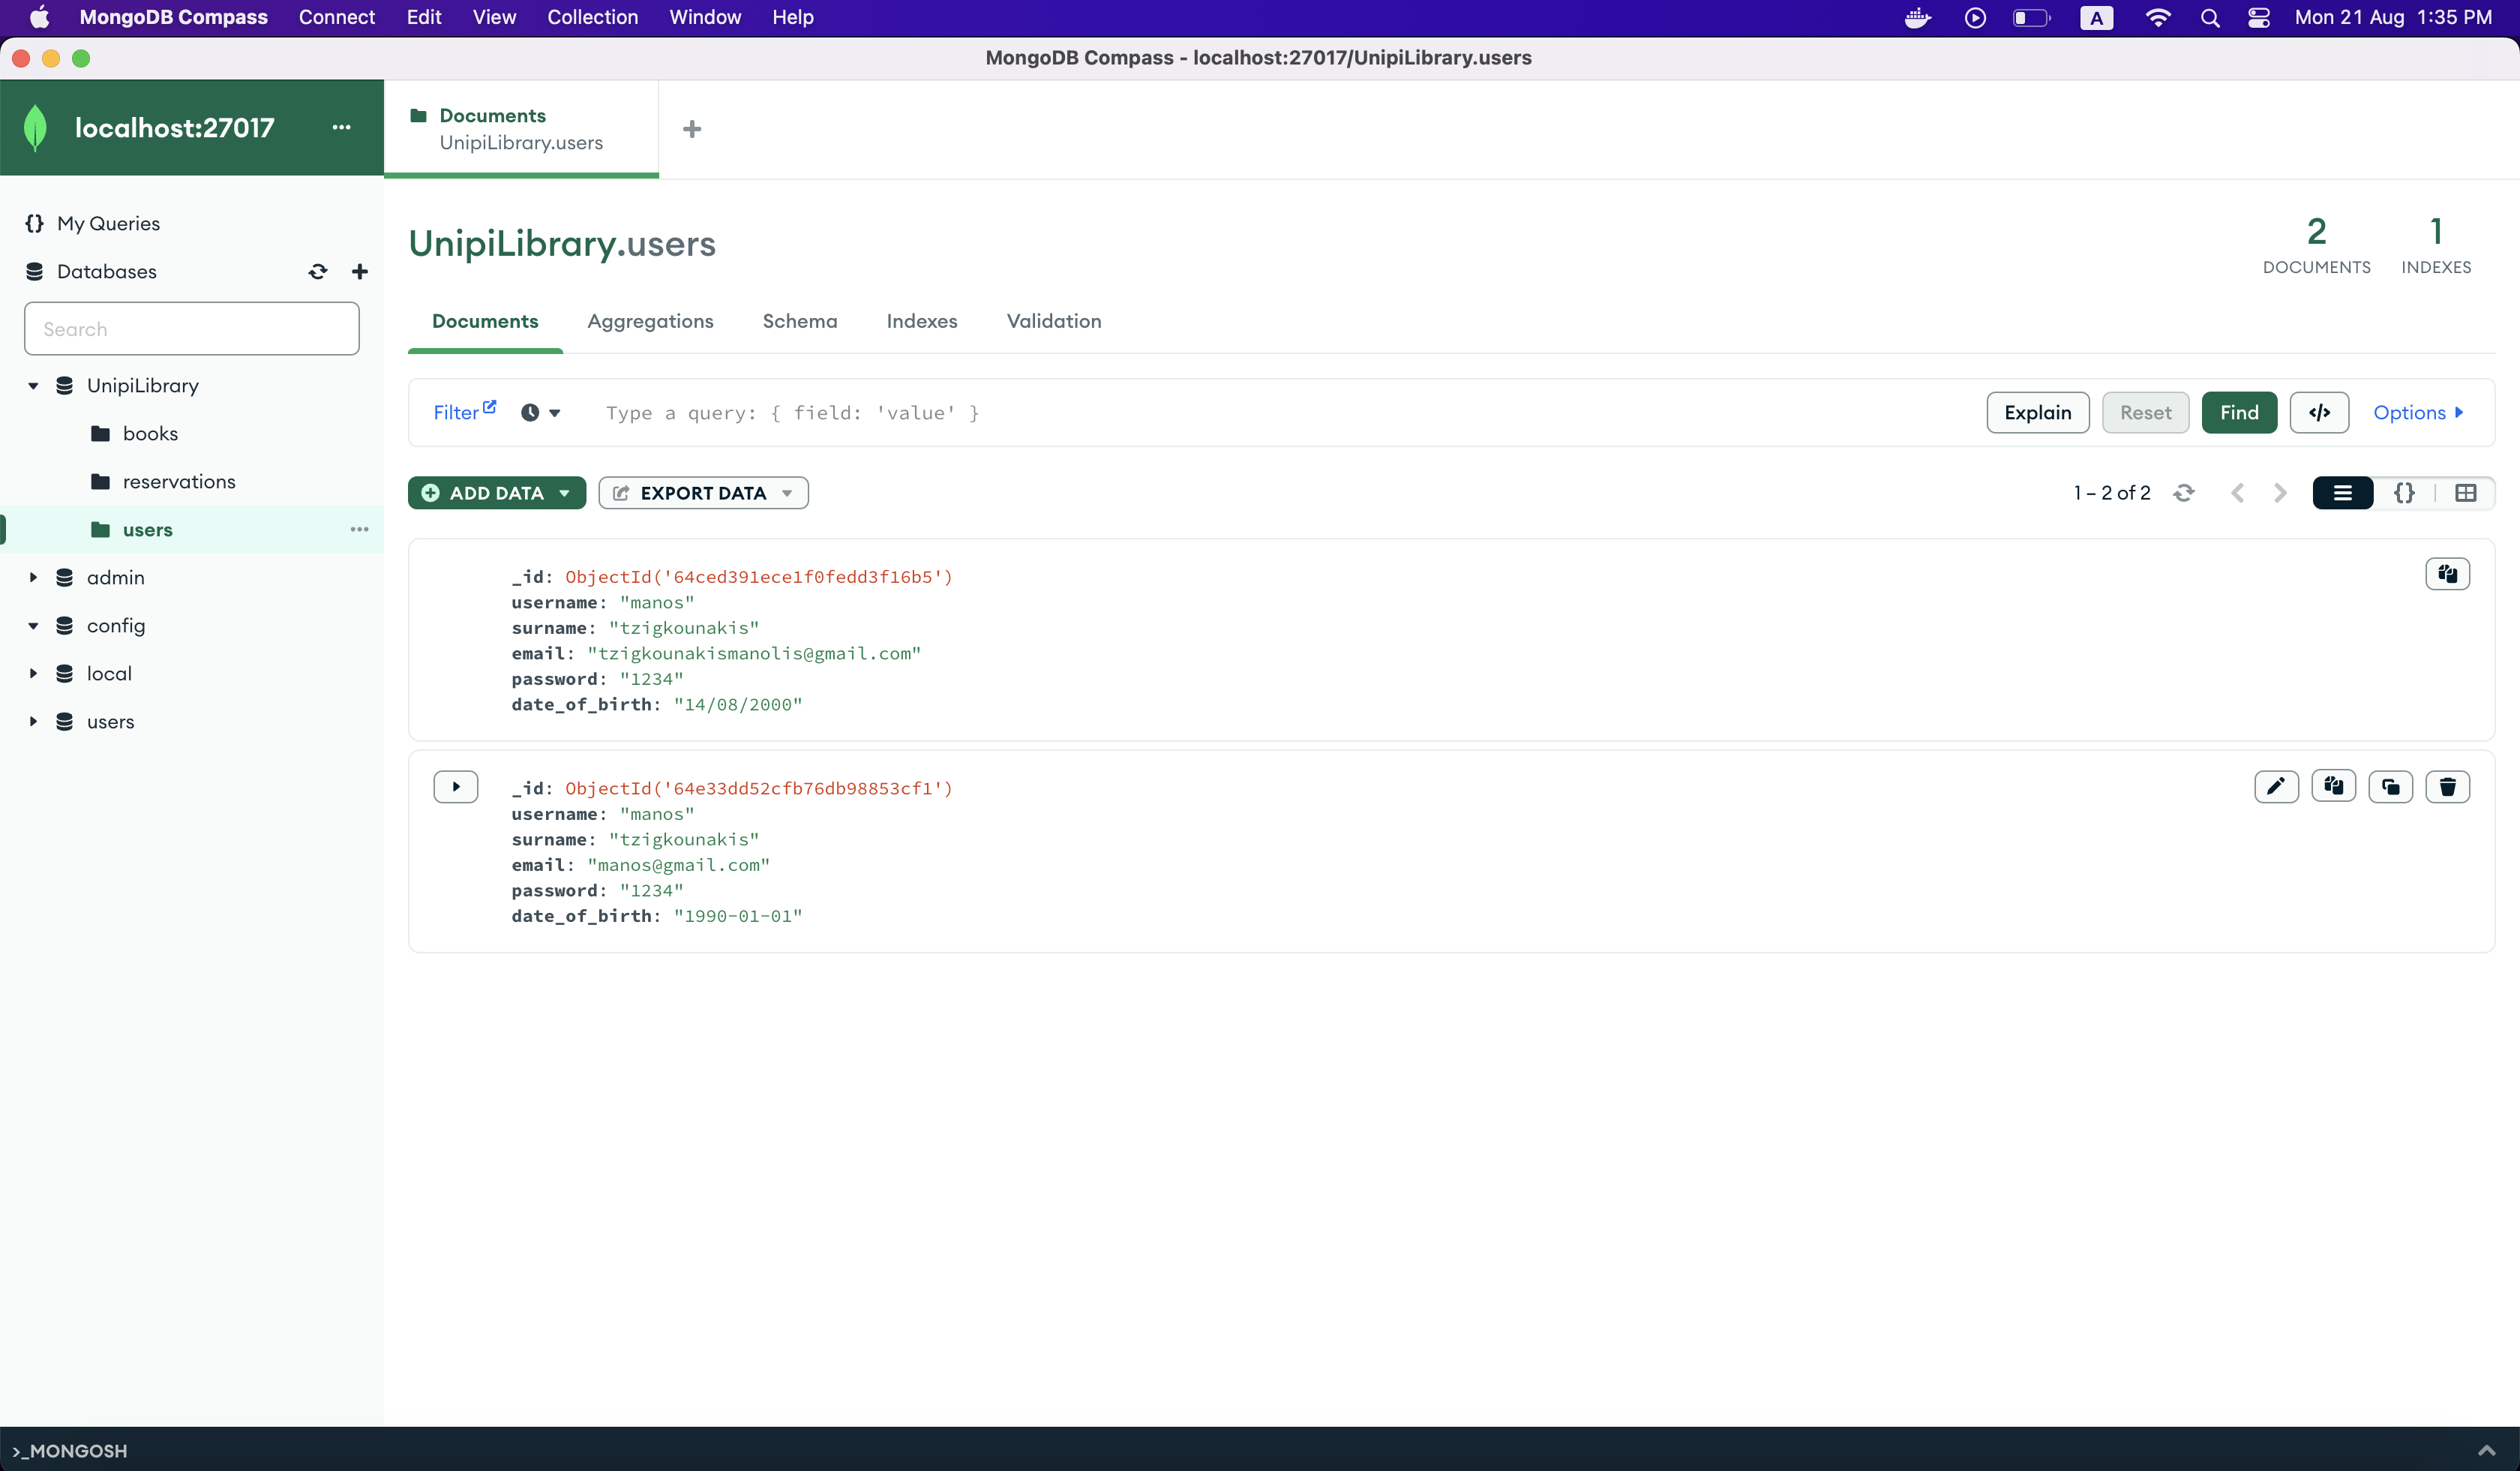 MongoDB Compass Connect Edit View Collection Window Help A Mon 21 Aug 1:35 PM
MongoDB Compass - localhost:27017/UnipiLibrary.users
localhost:27017 ...
Documents
UnipiLibrary.users
{} My Queries
Databases
Search
UnipiLibrary
books
reservations
users ...
admin
config
local
users
UnipiLibrary.users
2
DOCUMENTS
1
INDEXES
Documents Aggregations Schema Indexes Validation
Filter Type a query: { field: 'value' } Explain Reset Find </> Options
ADD DATA EXPORT DATA 1 – 2 of 2 {}
_id: ObjectId('64ced391ece1f0fedd3f16b5')
username: "manos"
surname: "tzigkounakis"
email: "tzigkounakismanolis@gmail.com"
password: "1234"
date_of_birth: "14/08/2000"
_id: ObjectId('64e33dd52cfb76db98853cf1')
username: "manos"
surname: "tzigkounakis"
email: "manos@gmail.com"
password: "1234"
date_of_birth: "1990-01-01"
>_MONGOSH